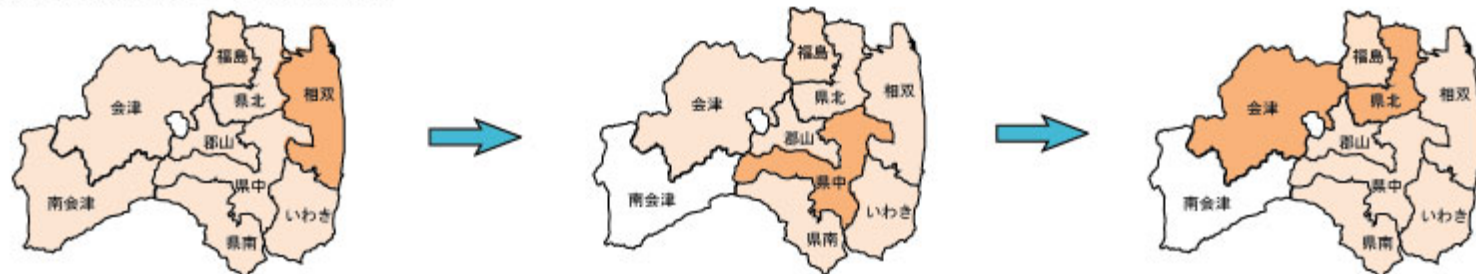 福島
相双
県北
会津
郡山
県中
南会津
いわき
県南
福島
相双
県北
会津
郡山
県中
南会津
いわき
県南
福島
相双
県北
会津
郡山
県中
南会津
いわき
県南